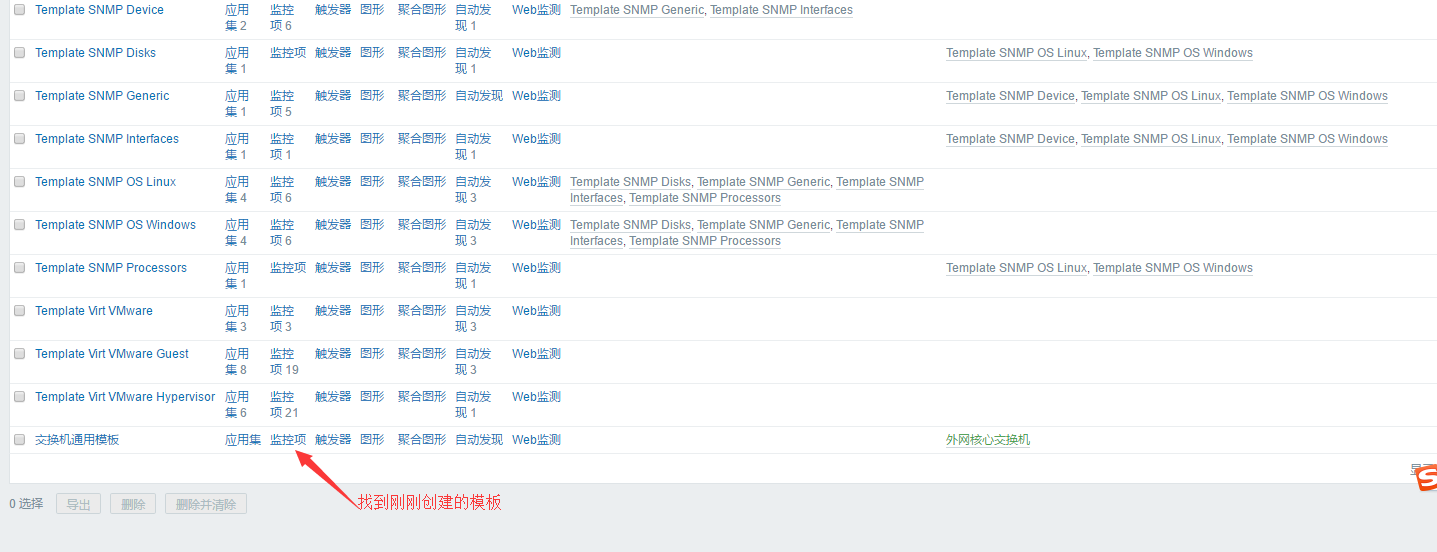 Template SNMP Device 应用集 2 监控项 6 触发器 图形 聚合图形 自动发现 1 Web监测 Template SNMP Generic, Template SNMP Interfaces
Template SNMP Disks 应用集 1 监控项 触发器 图形 聚合图形 自动发现 1 Web监测 Template SNMP OS Linux, Template SNMP OS Windows
Template SNMP Generic 应用集 1 监控项 5 触发器 图形 聚合图形 自动发现 Web监测 Template SNMP Device, Template SNMP OS Linux, Template SNMP OS Windows
Template SNMP Interfaces 应用集 1 监控项 1 触发器 图形 聚合图形 自动发现 1 Web监测 Template SNMP Device, Template SNMP OS Linux, Template SNMP OS Windows
Template SNMP OS Linux 应用集 4 监控项 6 触发器 图形 聚合图形 自动发现 3 Web监测 Template SNMP Disks, Template SNMP Generic, Template SNMP Interfaces, Template SNMP Processors
Template SNMP OS Windows 应用集 4 监控项 6 触发器 图形 聚合图形 自动发现 3 Web监测 Template SNMP Disks, Template SNMP Generic, Template SNMP Interfaces, Template SNMP Processors
Template SNMP Processors 应用集 1 监控项 触发器 图形 聚合图形 自动发现 1 Web监测 Template SNMP OS Linux, Template SNMP OS Windows
Template Virt VMware 应用集 3 监控项 3 触发器 图形 聚合图形 自动发现 3 Web监测
Template Virt VMware Guest 应用集 8 监控项 19 触发器 图形 聚合图形 自动发现 3 Web监测
Template Virt VMware Hypervisor 应用集 6 监控项 21 触发器 图形 聚合图形 自动发现 1 Web监测
交换机通用模板 应用集 监控项 触发器 图形 聚合图形 自动发现 Web监测 外网核心交换机
0 选择 导出 删除 删除并清除
找到刚刚创建的模板